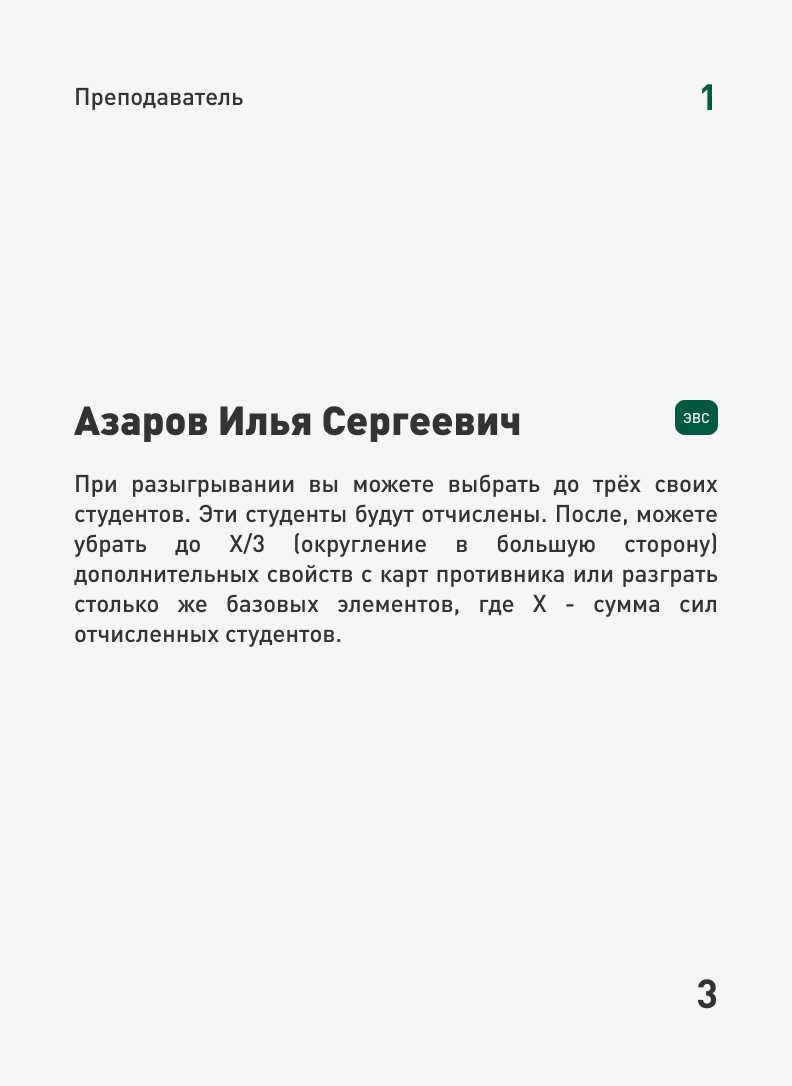 Преподаватель
1
Азаров Илья Сергеевич
ЭВС
При разыгрывании вы можете выбрать до трёх своих
студентов. Эти студенты будут отчислены. После, можете
убрать до X/3 (округление в большую сторону)
дополнительных свойств с карт противника или разграть
столько же базовых элементов, где X - сумма сил
отчисленных студентов.
3